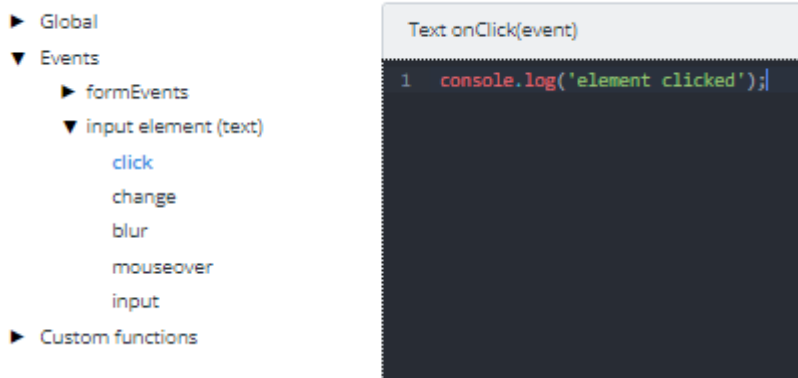 Global
Events
formEvents
input element (text)
click
change
blur
mouseover
input
Custom functions
Text onClick(event)
1 console.log('element clicked');